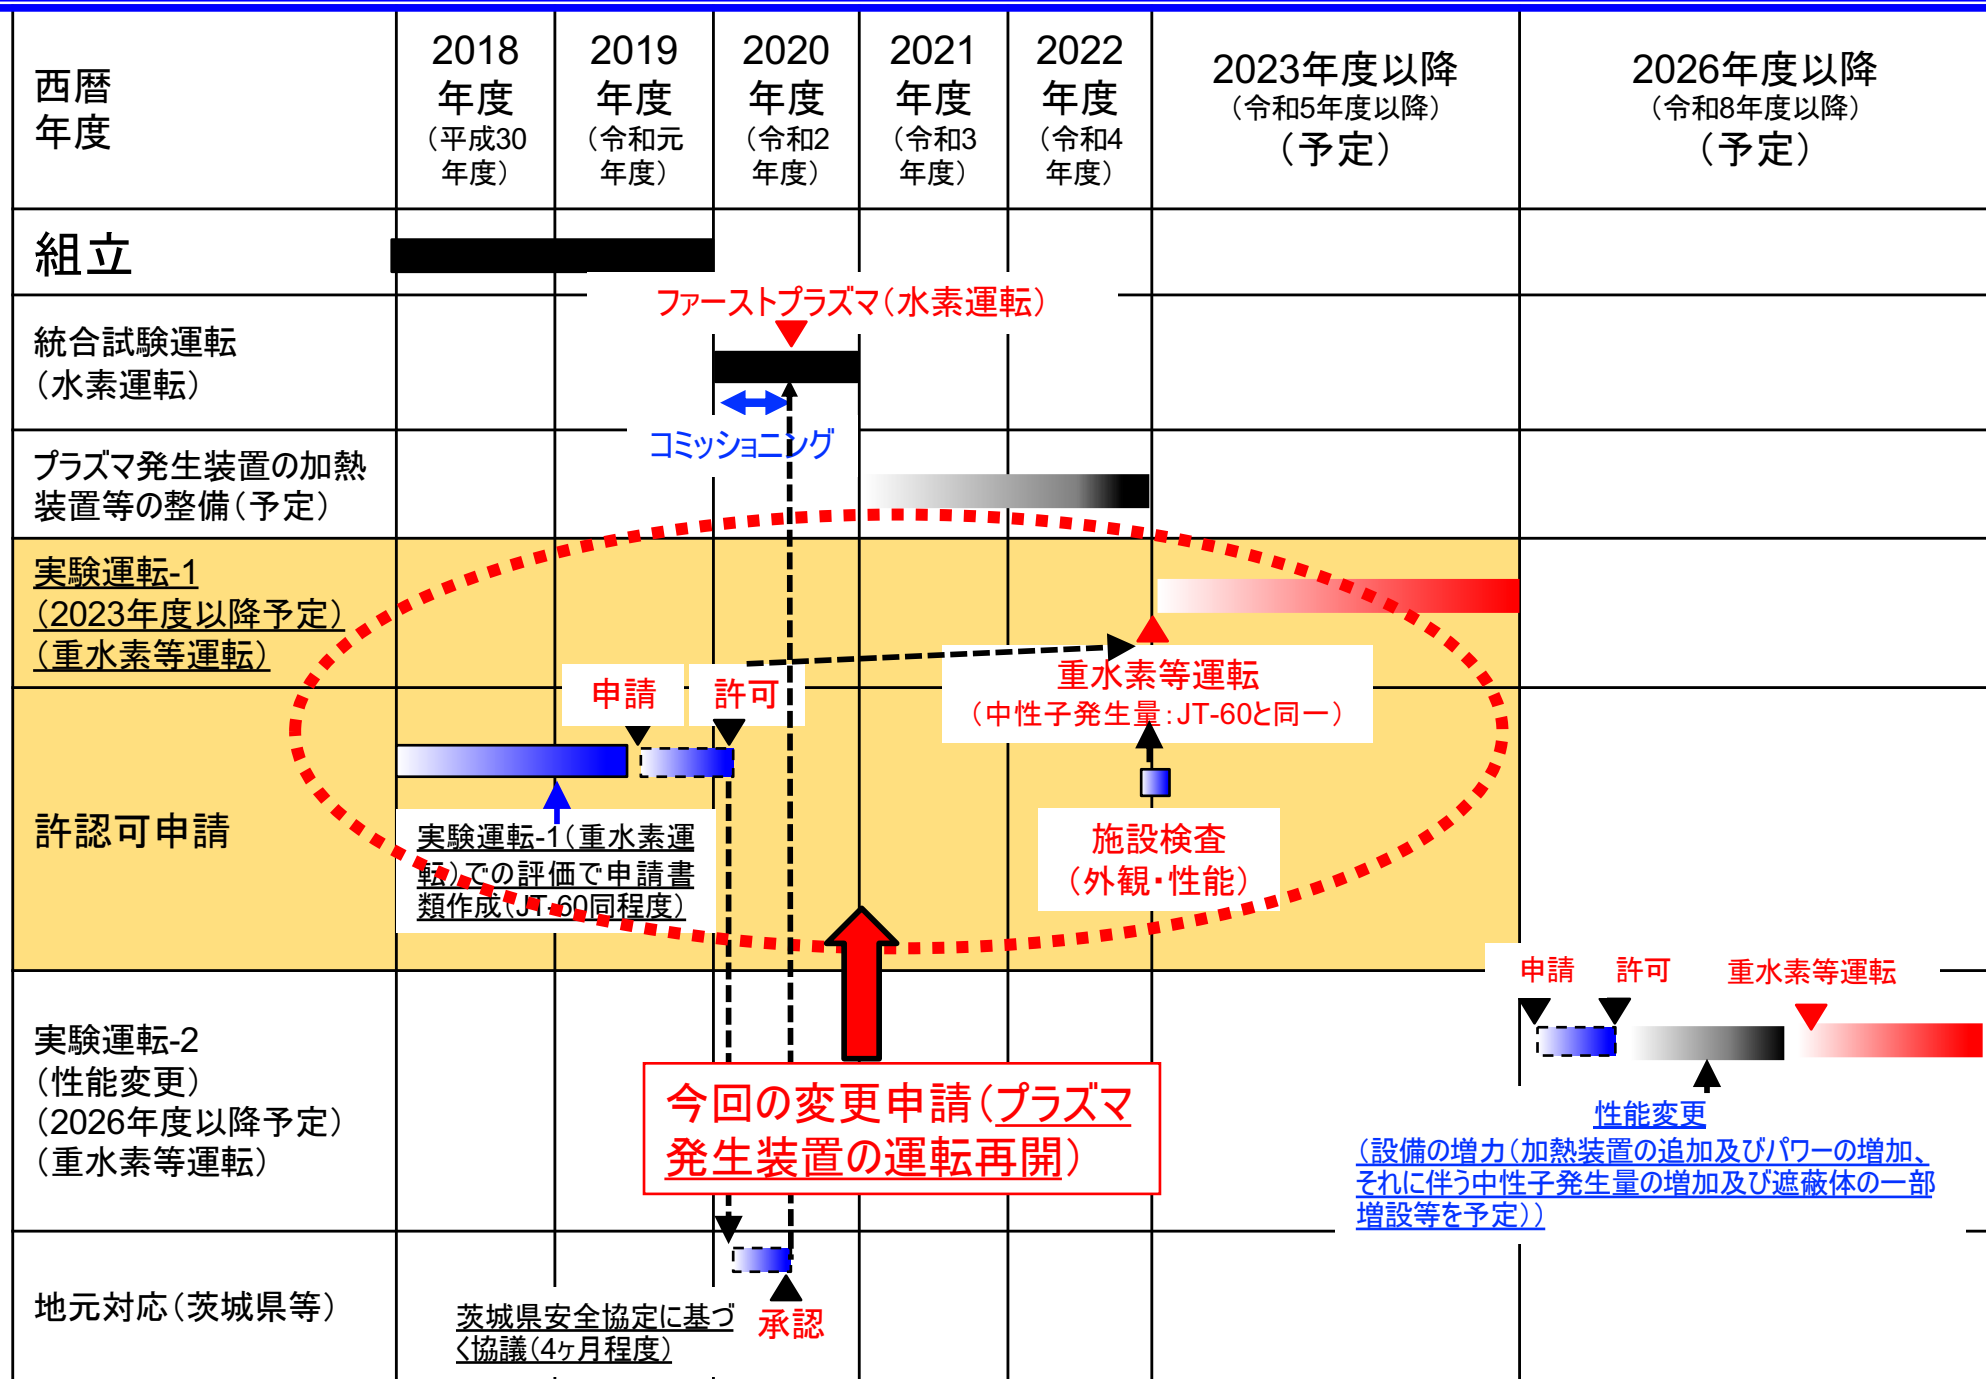 西暦
年度
2018
年度
（平成30
年度）
2019
年度
（令和元
年度）
2020
年度
（令和2
年度）
2021
年度
（令和3
年度）
2022
年度
（令和4
年度）
2023年度以降
（令和5年度以降）
（予定）
2026年度以降
（令和8年度以降）
（予定）
組立
ファーストプラズマ（水素運転）
統合試験運転
（水素運転）
コミッショニング
プラズマ発生装置の加熱
装置等の整備（予定）
実験運転-1
（2023年度以降予定）
（重水素等運転）
申請
許可
重水素等運転
（中性子発生量：JT-60と同一）
許認可申請
実験運転-1（重水素運
転）での評価で申請書
類作成（JT-60同程度）
施設検査
（外観・性能）
実験運転-2
（性能変更）
（2026年度以降予定）
（重水素等運転）
今回の変更申請（プラズマ
発生装置の運転再開）
申請
許可
重水素等運転
性能変更
（設備の増力（加熱装置の追加及びパワーの増加、
それに伴う中性子発生量の増加及び遮蔽体の一部
増設等を予定））
地元対応（茨城県等）
茨城県安全協定に基づ
く協議（4ヶ月程度）
承認